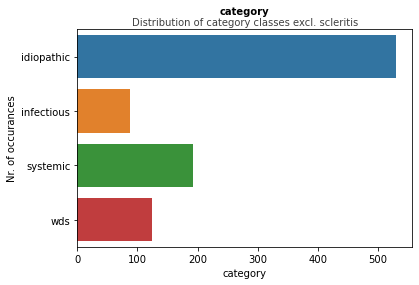 category
Distribution of category classes excl. scleritis
idiopathic
infectious
systemic
wds
Nr. of occurances
0 100 200 300 400 500
category